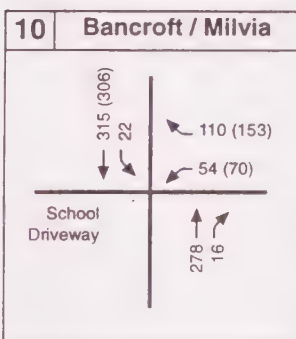 10 Bancroft / Milvia
315 (306)
22
110 (153)
54 (70)
School
Driveway
278
16